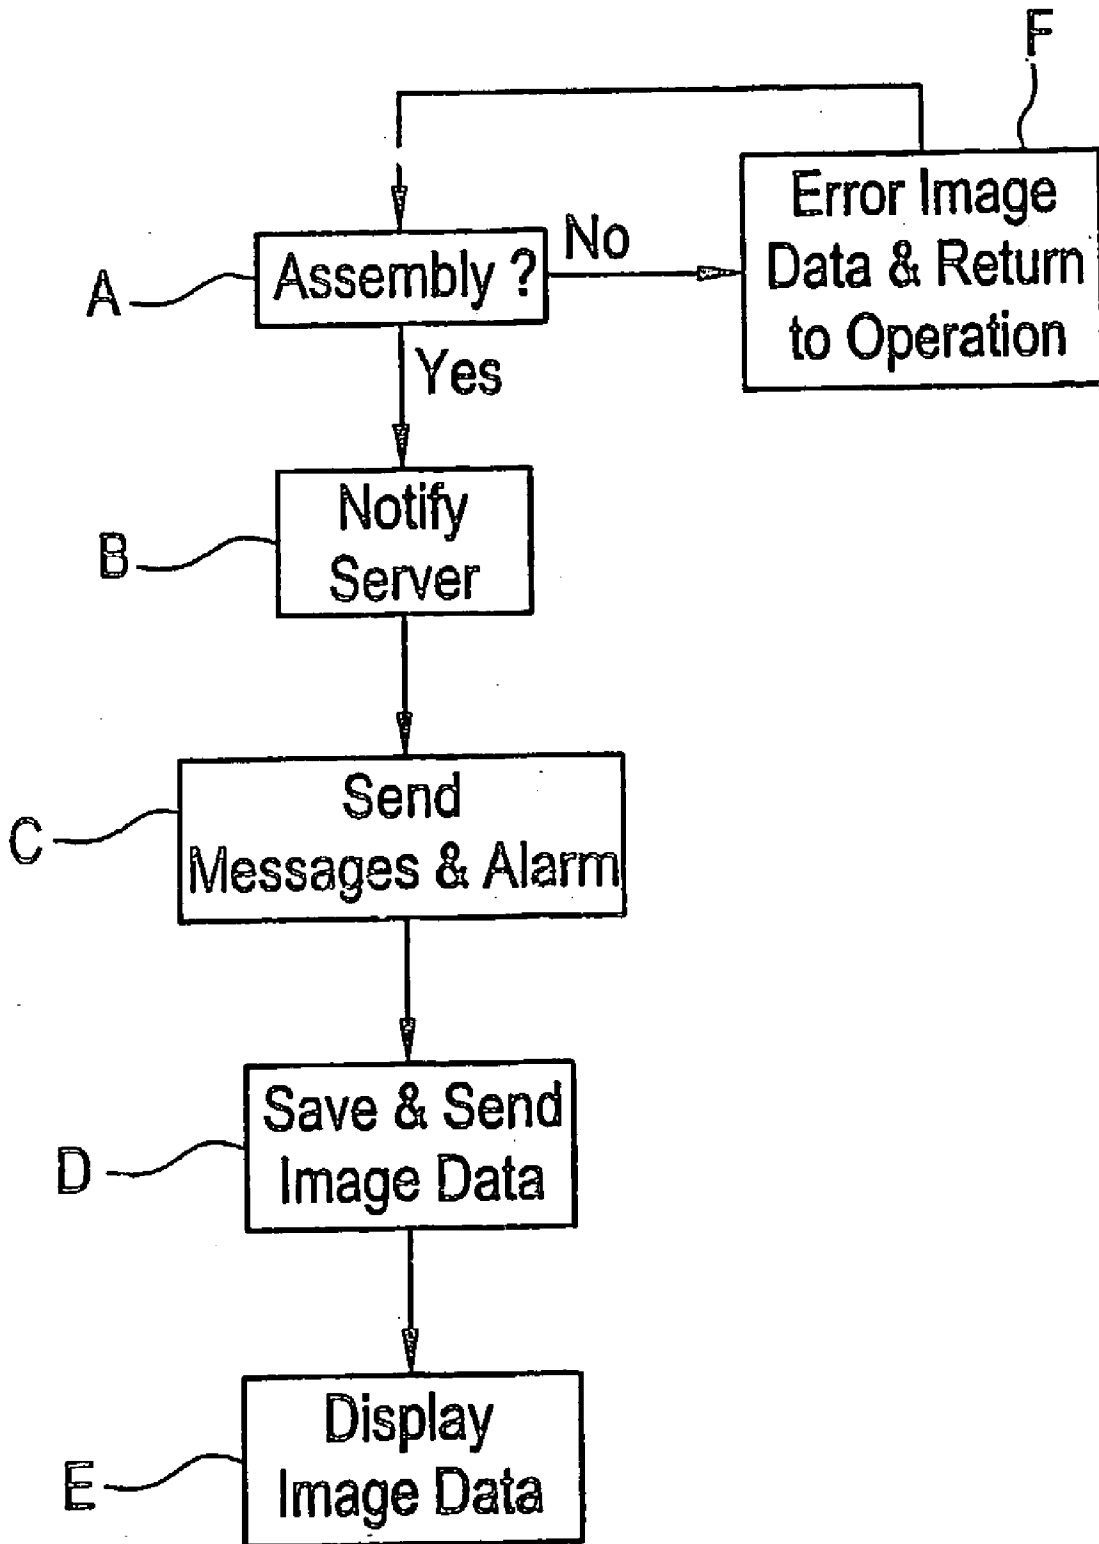 F
Error Image
Data & Return
to Operation
No
A
Assembly ?
Yes
B
Notify
Server
C
Send
Messages & Alarm
D
Save & Send
Image Data
E
Display
Image Data